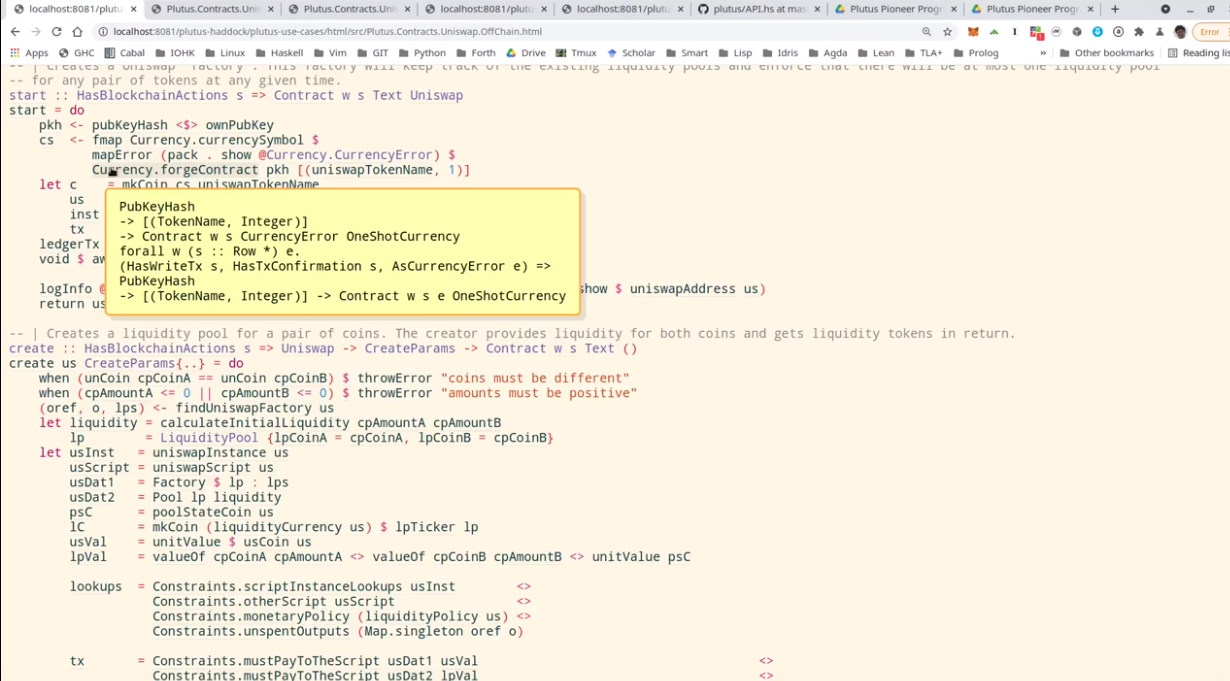 localhost:8081/plutu
Plutus.Contracts.Uni
Plutus.Contracts.Uni
localhost:8081/plutu
localhost:8081/plutu
plutus/API.hs at mas
Plutus Pioneer Progr
Plutus Pioneer Progr
localhost:8081/plutus-haddock/plutus-use-cases/html/src/Plutus.Contracts.Uniswap.OffChain.html
Error
Apps GHC Cabal IOHK Linux Haskell Vim GIT Python Forth Drive Tmux Scholar Smart Lisp Idris Agda Lean TLA+ Prolog » Other bookmarks Reading lis
-- | Creates a Uniswap "factory". This factory will keep track of the existing liquidity pools and enforce that there will be at most one liquidity pool
-- for any pair of tokens at any given time.
start :: HasBlockchainActions s => Contract w s Text Uniswap
start = do
pkh <- pubKeyHash <$> ownPubKey
cs <- fmap Currency.currencySymbol $
mapError (pack . show @Currency.CurrencyError) $
Currency.forgeContract pkh [(uniswapTokenName, 1)]
let c = mkCoin cs uniswapTokenName
us
inst
tx
ledgerTx
void $ aw
PubKeyHash
-> [(TokenName, Integer)]
-> Contract w s CurrencyError OneShotCurrency
forall w (s :: Row *) e.
(HasWriteTx s, HasTxConfirmation s, AsCurrencyError e) =>
PubKeyHash
-> [(TokenName, Integer)] -> Contract w s e OneShotCurrency
logInfo @ show $ uniswapAddress us)
return us
-- | Creates a liquidity pool for a pair of coins. The creator provides liquidity for both coins and gets liquidity tokens in return.
create :: HasBlockchainActions s => Uniswap -> CreateParams -> Contract w s Text ()
create us CreateParams{..} = do
when (unCoin cpCoinA == unCoin cpCoinB) $ throwError "coins must be different"
when (cpAmountA <= 0 || cpAmountB <= 0) $ throwError "amounts must be positive"
(oref, o, lps) <- findUniswapFactory us
let liquidity = calculateInitialLiquidity cpAmountA cpAmountB
lp = LiquidityPool {lpCoinA = cpCoinA, lpCoinB = cpCoinB}
let usInst = uniswapInstance us
usScript = uniswapScript us
usDat1 = Factory $ lp : lps
usDat2 = Pool lp liquidity
psC = poolStateCoin us
lC = mkCoin (liquidityCurrency us) $ lpTicker lp
usVal = unitValue $ usCoin us
lpVal = valueOf cpCoinA cpAmountA <> valueOf cpCoinB cpAmountB <> unitValue psC
lookups = Constraints.scriptInstanceLookups usInst <>
Constraints.otherScript usScript <>
Constraints.monetaryPolicy (liquidityPolicy us) <>
Constraints.unspentOutputs (Map.singleton oref o)
tx = Constraints.mustPayToTheScript usDat1 usVal <>
Constraints.mustPayToTheScript usDat2 lpVal <>